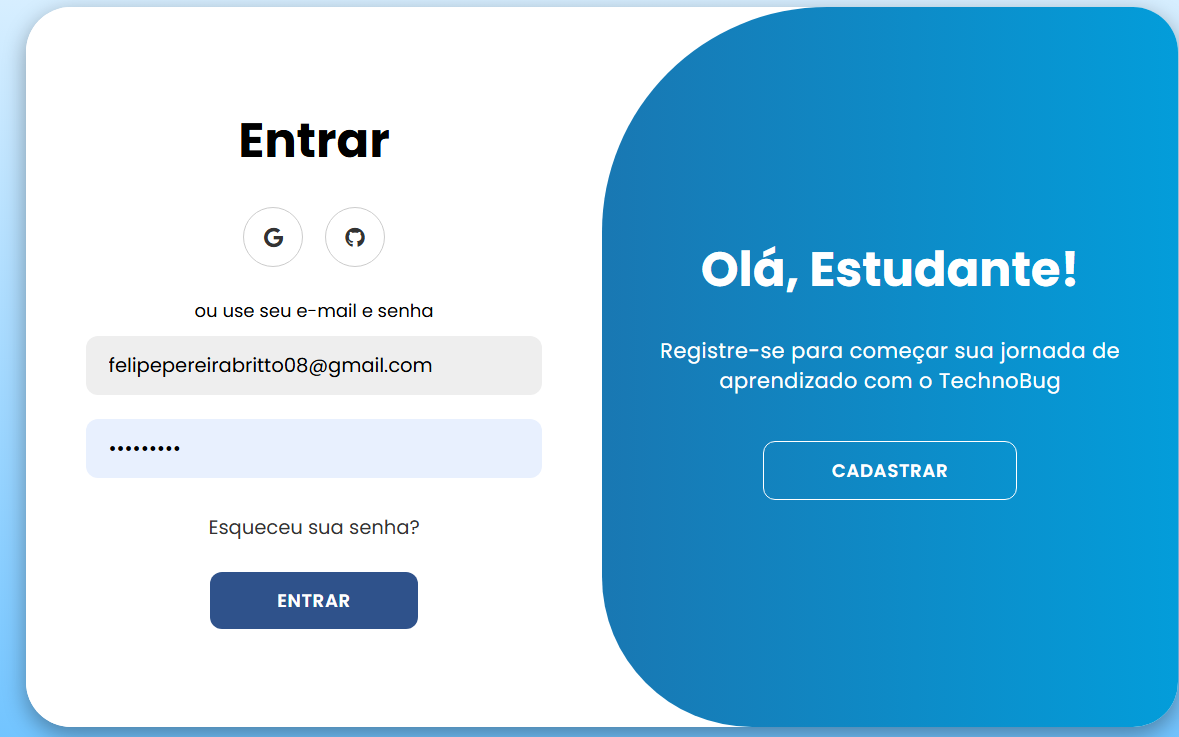 Entrar
ou use seu e-mail e senha
felipepereirabritto08@gmail.com
•••••••••
Esqueceu sua senha?
ENTRAR
Olá, Estudante!
Registre-se para começar sua jornada de
aprendizado com o TechnoBug
CADASTRAR